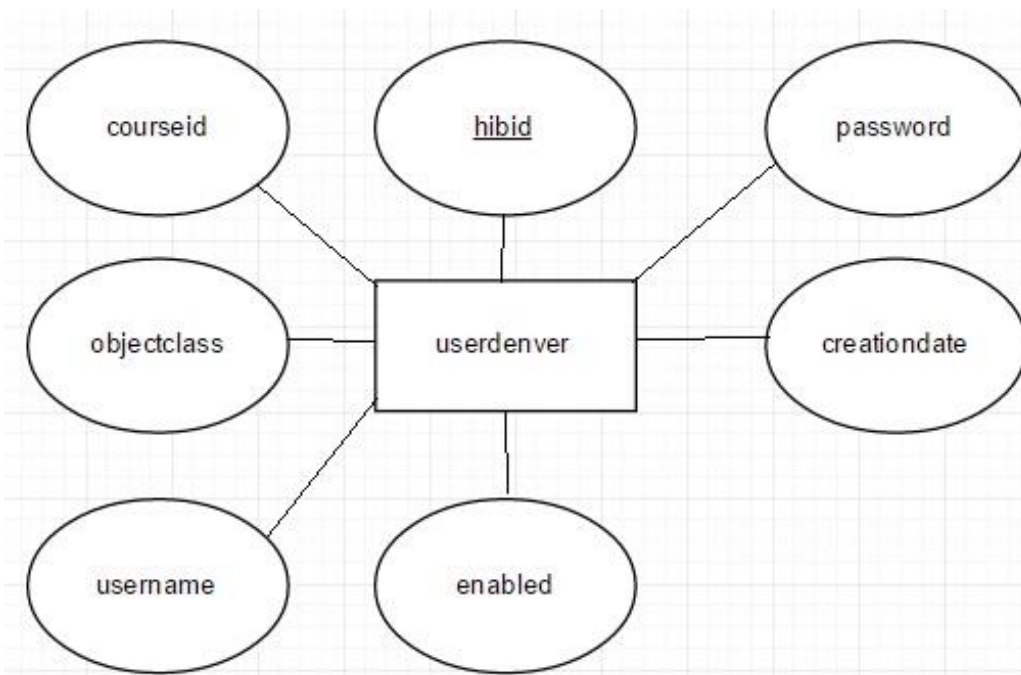 courseid
hibid
password
objectclass
userdenver
creationdate
username
enabled